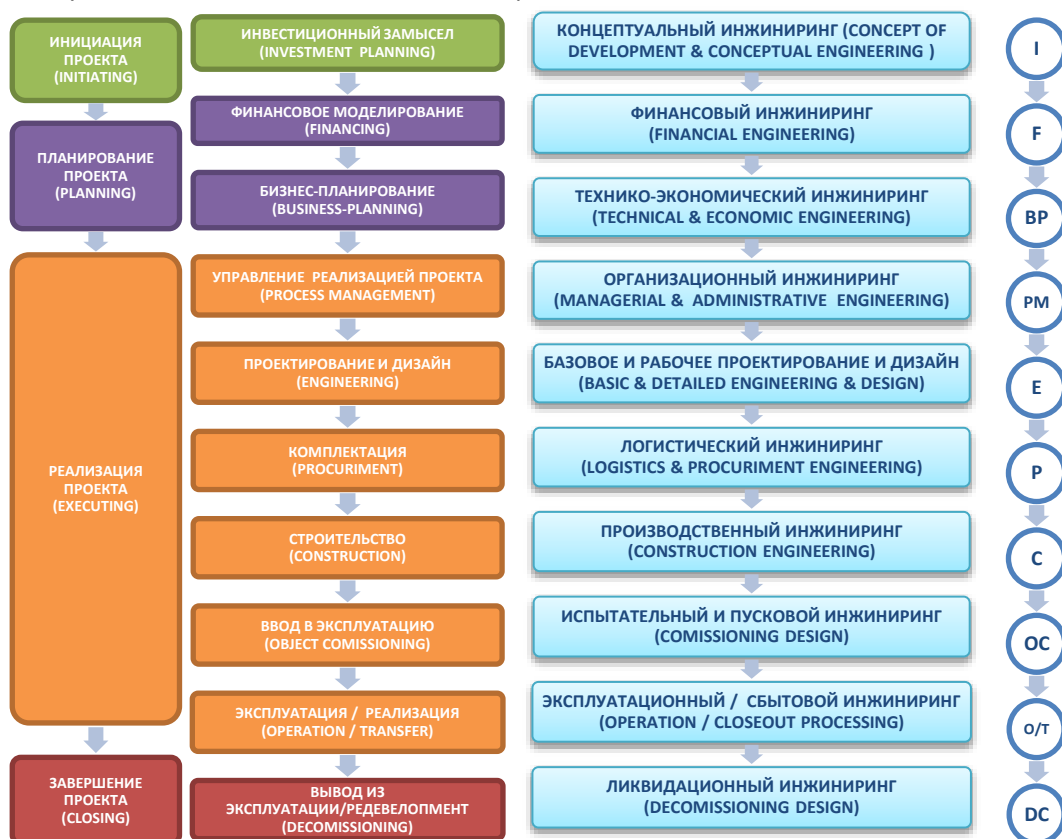 ИНИЦИАЦИЯ
ПРОЕКТА
(INITIATING)
ПЛАНИРОВАНИЕ
ПРОЕКТА
(PLANNING)
РЕАЛИЗАЦИЯ
ПРОЕКТА
(EXECUTING)
ЗАВЕРШЕНИЕ
ПРОЕКТА
(CLOSING)
ИНВЕСТИЦИОННЫЙ ЗАМЫСЕЛ
(INVESTMENT PLANNING)
ФИНАНСОВОЕ МОДЕЛИРОВАНИЕ
(FINANCING)
БИЗНЕС-ПЛАНИРОВАНИЕ
(BUSINESS-PLANNING)
УПРАВЛЕНИЕ РЕАЛИЗАЦИЕЙ ПРОЕКТА
(PROCESS MANAGEMENT)
ПРОЕКТИРОВАНИЕ И ДИЗАЙН
(ENGINEERING)
КОМПЛЕКТАЦИЯ
(PROCURIMENT)
СТРОИТЕЛЬСТВО
(CONSTRUCTION)
ВВОД В ЭКСПЛУАТАЦИЮ
(OBJECT COMISSIONING)
ЭКСПЛУАТАЦИЯ / РЕАЛИЗАЦИЯ
(OPERATION / TRANSFER)
ВЫВОД ИЗ
ЭКСПЛУАТАЦИИ/РЕДЕВЕЛОПМЕНТ
(DECOMISSIONING)
КОНЦЕПТУАЛЬНЫЙ ИНЖИНИРИНГ (CONCEPT OF
DEVELOPMENT & CONCEPTUAL ENGINEERING )
ФИНАНСОВЫЙ ИНЖИНИРИНГ
(FINANCIAL ENGINEERING)
ТЕХНИКО-ЭКОНОМИЧЕСКИЙ ИНЖИНИРИНГ
(TECHNICAL & ECONOMIC ENGINEERING)
ОРГАНИЗАЦИОННЫЙ ИНЖИНИРИНГ
(MANAGERIAL & ADMINISTRATIVE ENGINEERING)
БАЗОВОЕ И РАБОЧЕЕ ПРОЕКТИРОВАНИЕ И ДИЗАЙН
(BASIC & DETAILED ENGINEERING & DESIGN)
ЛОГИСТИЧЕСКИЙ ИНЖИНИРИНГ
(LOGISTICS & PROCURIMENT ENGINEERING)
ПРОИЗВОДСТВЕННЫЙ ИНЖИНИРИНГ
(CONSTRUCTION ENGINEERING)
ИСПЫТАТЕЛЬНЫЙ И ПУСКОВОЙ ИНЖИНИРИНГ
(COMISSIONING DESIGN)
ЭКСПЛУАТАЦИОННЫЙ / СБЫТОВОЙ ИНЖИНИРИНГ
(OPERATION / CLOSEOUT PROCESSING)
ЛИКВИДАЦИОННЫЙ ИНЖИНИРИНГ
(DECOMISSIONING DESIGN)
I
F
BP
PM
E
P
C
OC
O/T
DC